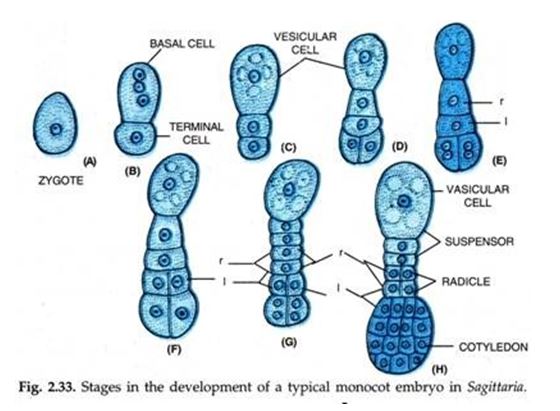 BASAL CELL
VESICULAR
CELL
TERMINAL
CELL
(A)
ZYGOTE
(B)
(C)
(D)
r
l
(E)
VASICULAR
CELL
SUSPENSOR
r
r
l
l
RADICLE
COTYLEDON
(F)
(G)
(H)
Fig. 2.33. Stages in the development of a typical monocot embryo in Sagittaria.